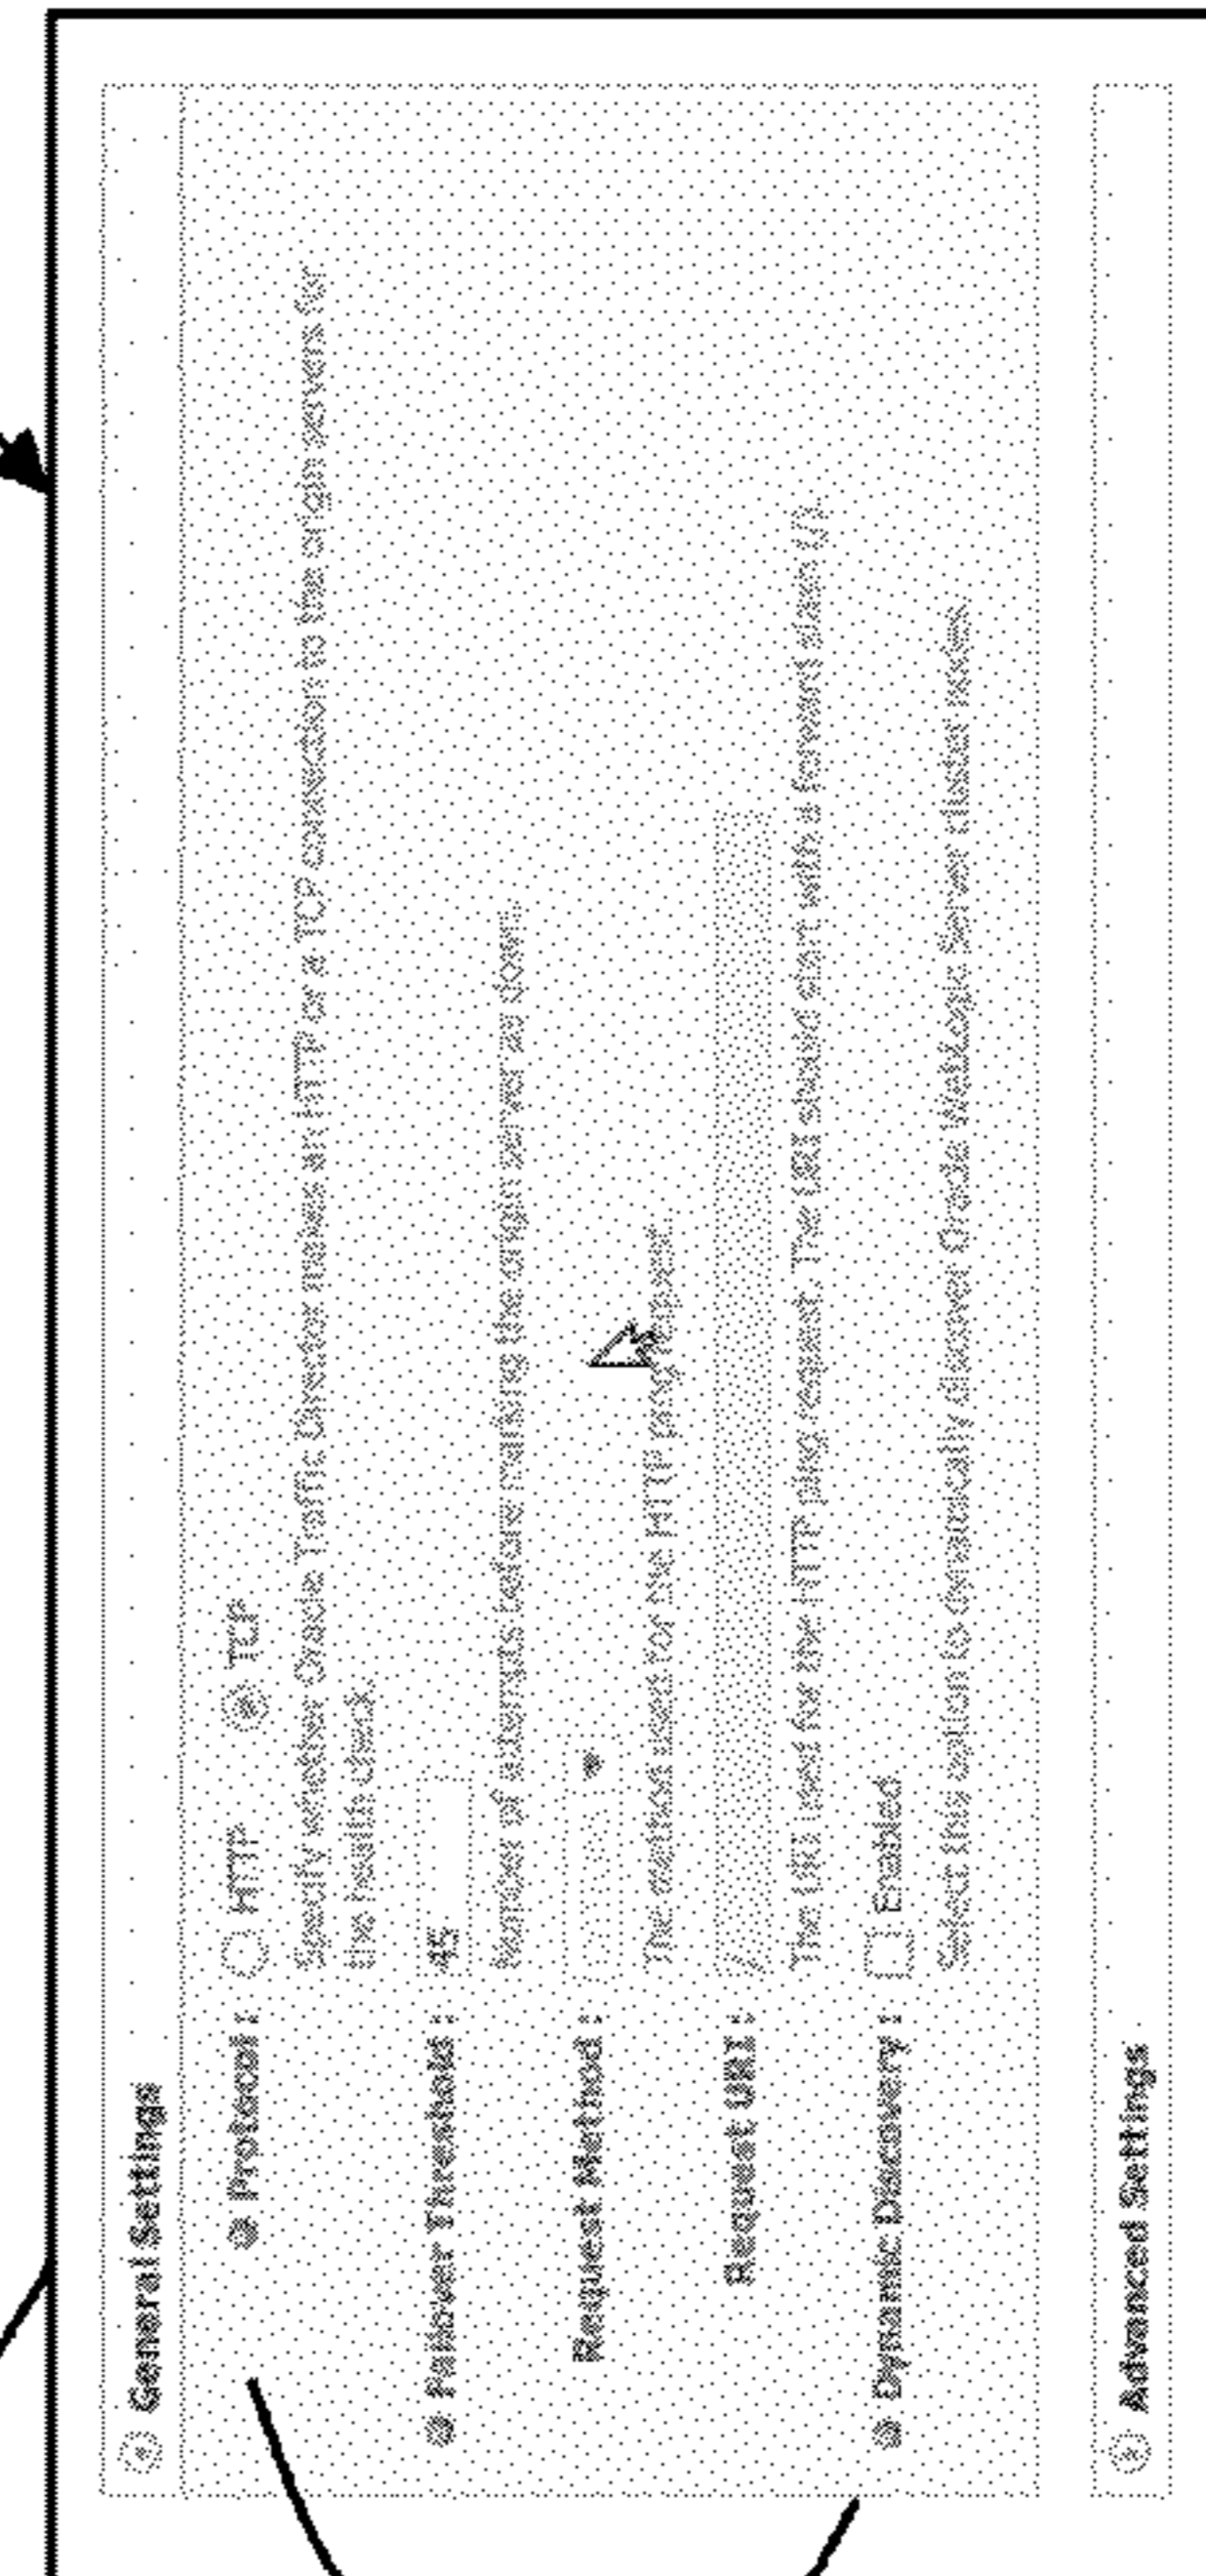 General Settings
Protocol : HTTP TCP
Specify whether Oracle Traffic Director makes an HTTP or a TCP connection to the origin servers for
the health check.
Failover Threshold : 45
Number of attempts before marking the origin server as down.
Request Method :
The method used for the HTTP ping request.
Request URI : /
The URI used for the HTTP ping request. The URI should start with a forward slash (/).
Dynamic Discovery : Enabled
Select this option to dynamically discover Oracle WebLogic Server cluster nodes.
Advanced Settings